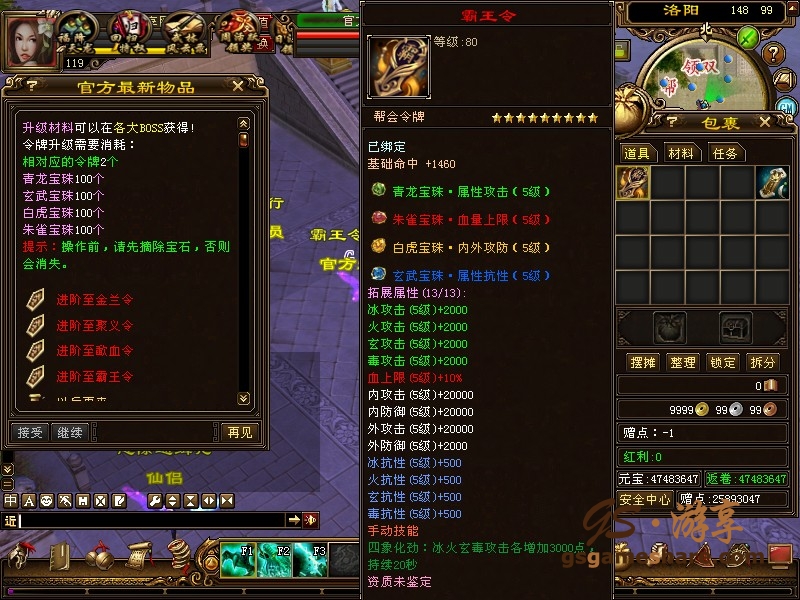 119
官方最新物品
升级材料可以在各大BOSS获得!
令牌升级需要消耗:
相对应的令牌2个
青龙宝珠100个
玄武宝珠100个
白虎宝珠100个
朱雀宝珠100个
提示:操作前,请先摘除宝石,否则
会消失。
进阶至金兰令
进阶至聚义令
进阶至歃血令
进阶至霸王令
接受
继续
再见
行
员
霸王令
官方
仙侣
近
F1
F2
F3
霸王令
等级:80
帮会令牌
已绑定
基础命中 +1460
青龙宝珠·属性攻击(5级)
朱雀宝珠·血量上限(5级)
白虎宝珠·内外攻防(5级)
玄武宝珠·属性抗性(5级)
拓展属性(13/13):
冰攻击(5级)+2000
火攻击(5级)+2000
玄攻击(5级)+2000
毒攻击(5级)+2000
血上限(5级)+10%
内攻击(5级)+20000
内防御(5级)+20000
外攻击(5级)+20000
外防御(5级)+2000
冰抗性(5级)+500
火抗性(5级)+500
玄抗性(5级)+500
毒抗性(5级)+500
手动技能
四象化劲:冰火玄毒攻击各增加3000点,
持续20秒
资质未鉴定
洛阳 148 99
北
领双
帮
包裹
道具
材料
任务
摆摊
整理
锁定
拆分
0
9999 99 99
赠点:-1
红利:0
元宝:47483647
返卷:47483647
安全中心
赠点:25893047
GS·游享